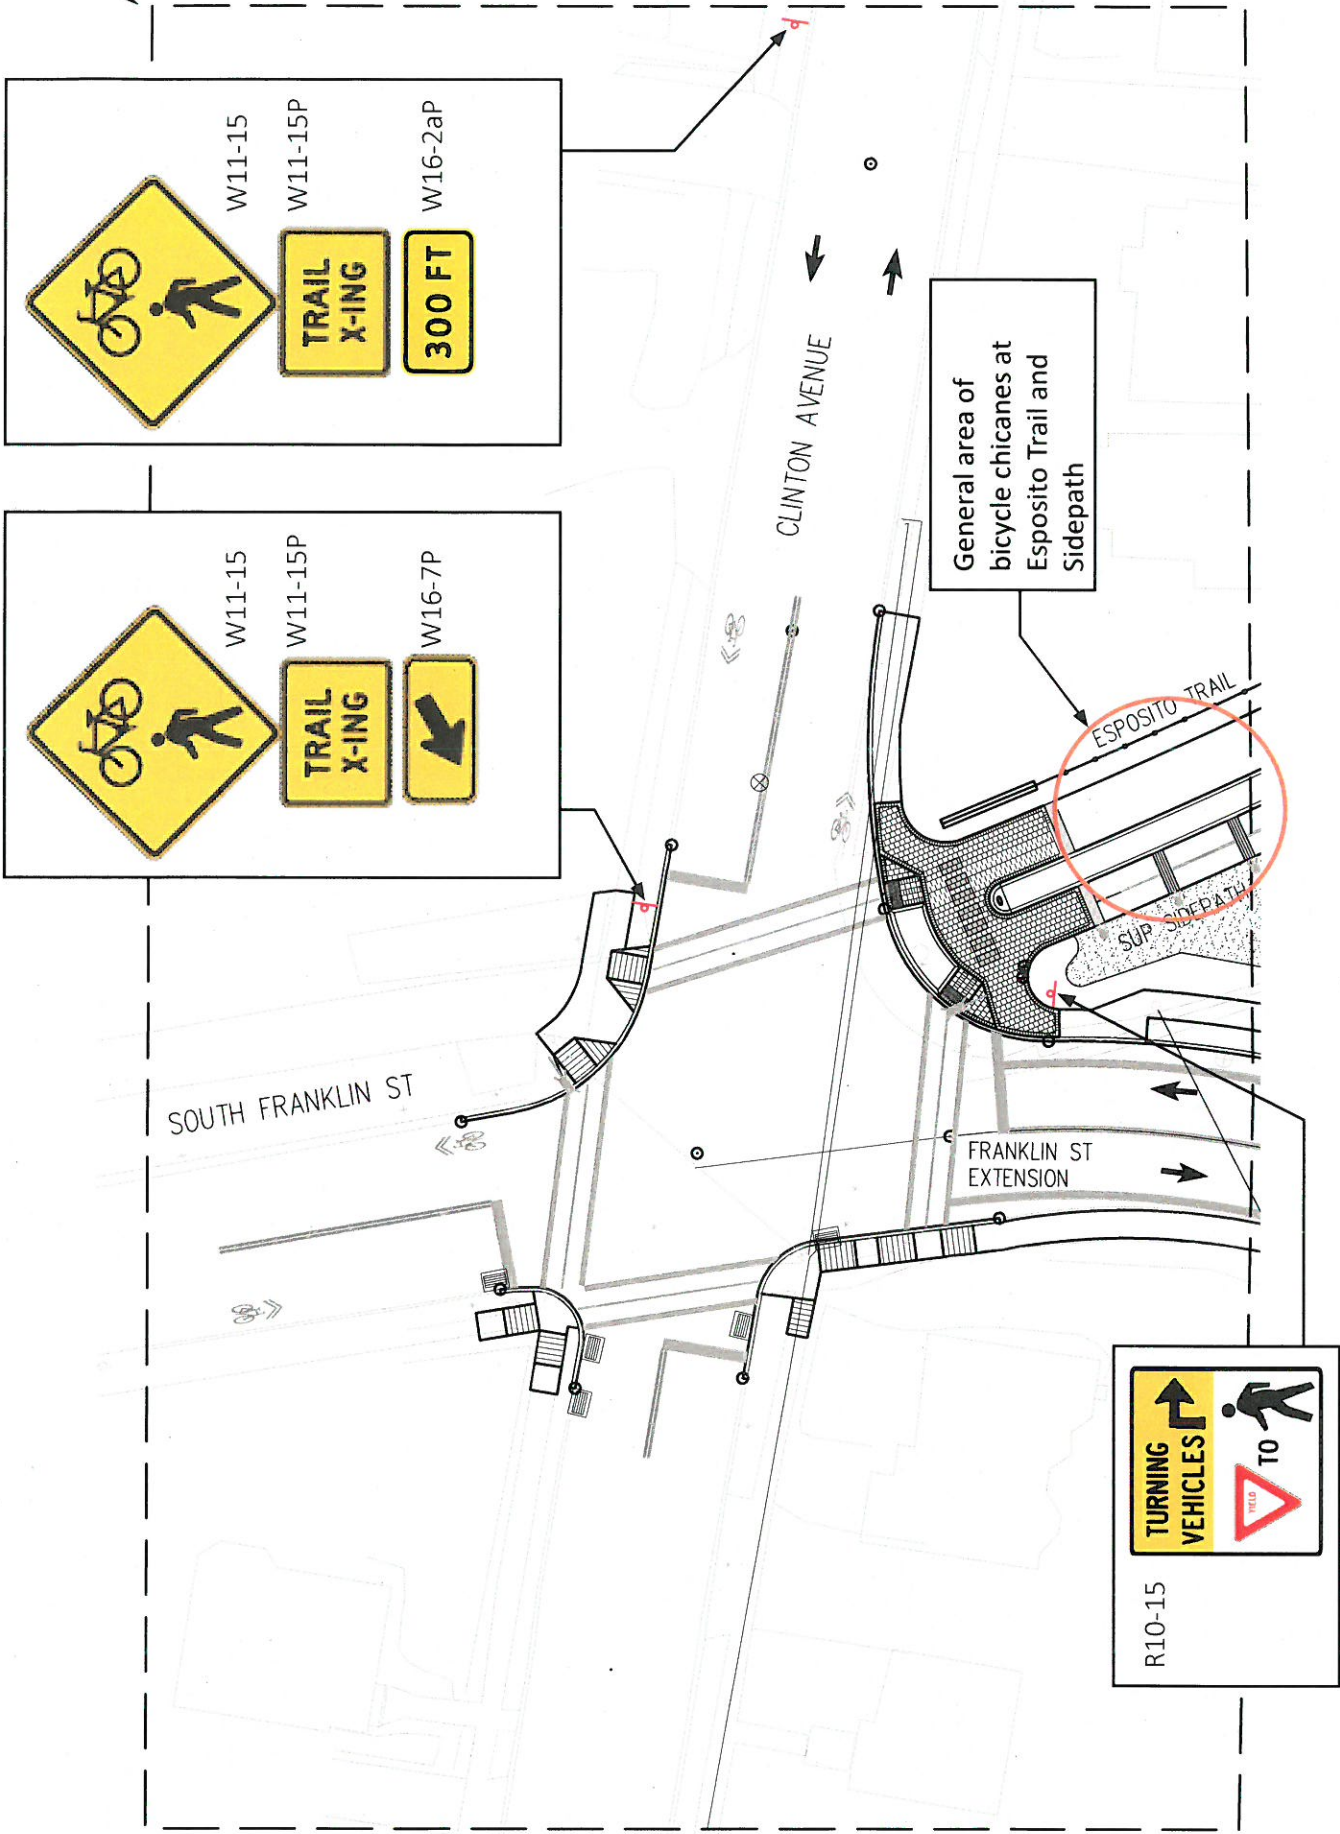 W11-15
TRAIL
X-ING
W11-15P
300 FT
W16-2aP
W11-15
TRAIL
X-ING
W11-15P
W16-7P
CLINTON AVENUE
General area of
bicycle chicanes at
Esposito Trail and
Sidepath
SOUTH FRANKLIN ST
ESPOSITO TRAIL
SUP SIDEPATH
FRANKLIN ST
EXTENSION
R10-15
TURNING
VEHICLES
YIELD
TO